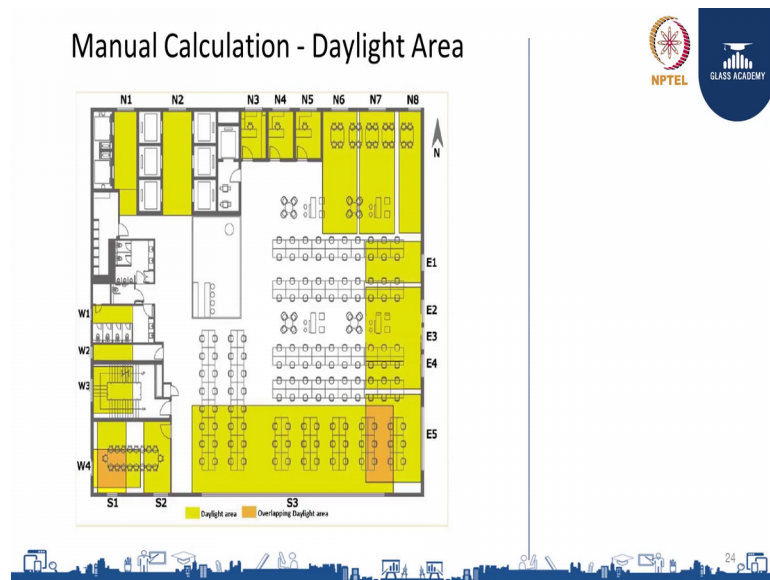 Manual Calculation - Daylight Area
NPTEL
GLASS ACADEMY
N1 N2 N3 N4 N5 N6 N7 N8
N
E1
E2
W1
E3
W2
E4
W3
E5
W4
S1 S2 S3
Daylight area Overlapping Daylight area
24